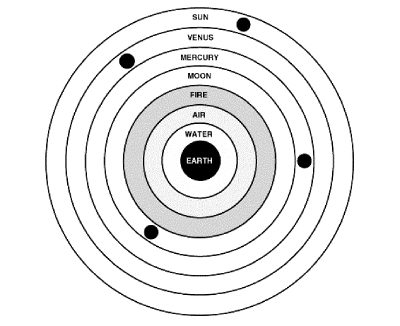 SUN
VENUS
MERCURY
MOON
FIRE
AIR
WATER
EARTH